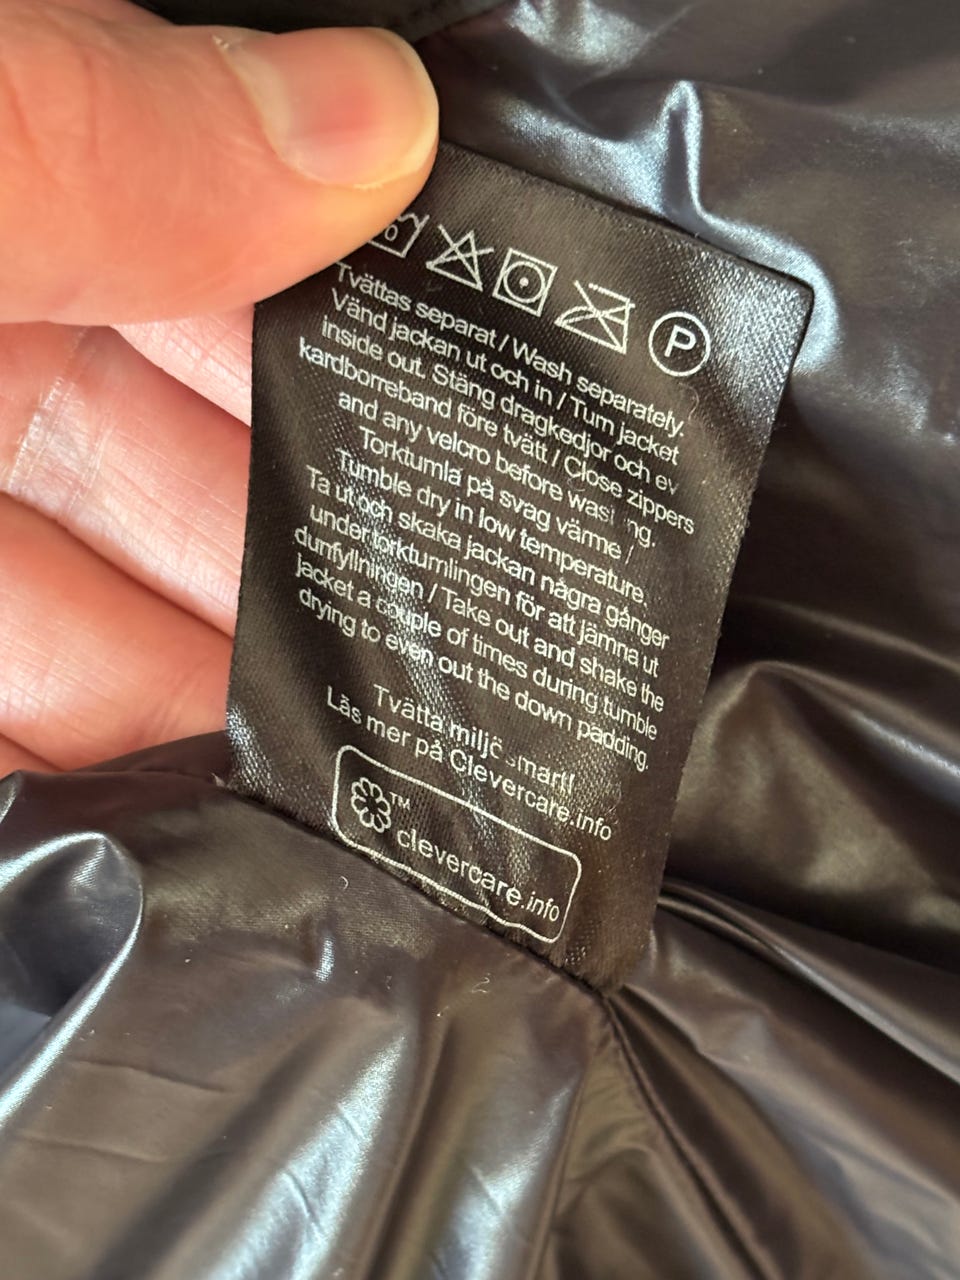 P
Tvättas separat / Wash separately.
Vänd jackan ut och in / Turn jacket
inside out. Stäng dragkedjor och ev
kardborreband före tvätt / Close zippers
and any velcro before
Torktumla på svag värme /
Tumble dry in low temperature.
Ta ut och skaka jackan några gånger
under torktumlingen för att jämna ut
dunfyllningen / Take out and shake the
jacket a couple of times during tumble
drying to even out the down padding.
Tvätta
Läs mer på Clevercare.info
™
clevercare.info